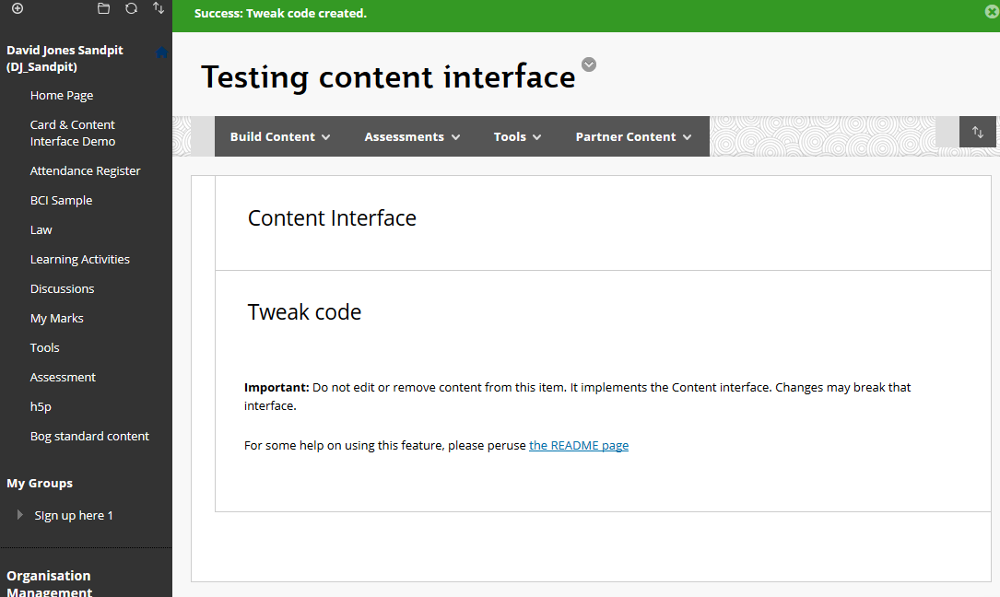 Success: Tweak code created.
David Jones Sandpit
(DJ_Sandpit)
Home Page
Card & Content
Interface Demo
Attendance Register
BCI Sample
Law
Learning Activities
Discussions
My Marks
Tools
Assessment
h5p
Bog standard content
My Groups
SIgn up here 1
Organisation
Management
Testing content interface
Build Content
Assessments
Tools
Partner Content
Content Interface
Tweak code
Important: Do not edit or remove content from this item. It implements the Content interface. Changes may break that
interface.
For some help on using this feature, please peruse the README page